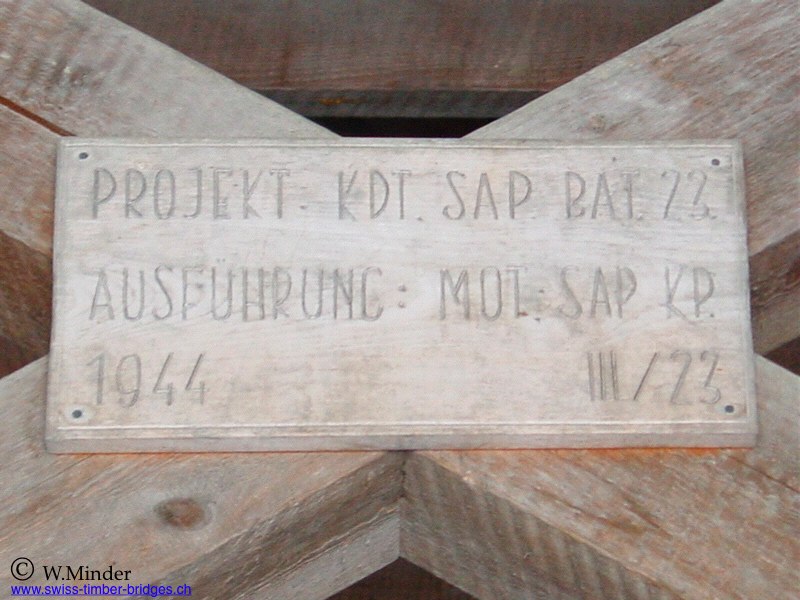 PROJEKT: KDT. SAP. BAT. 23.
AUSFÜHRUNG: MOT. SAP KP.
1944 III/23
© W.Minder
www.swiss-timber-bridges.ch